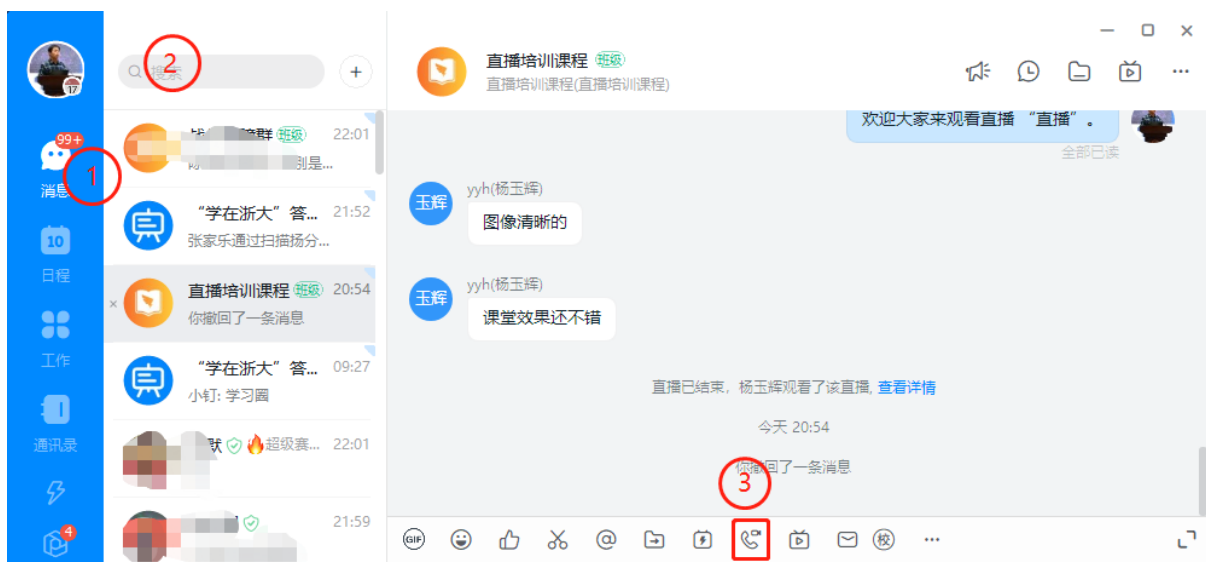 17
99+
消息
10
日程
工作
通讯录
4
1
搜索
2
+
班级
22:01
别是...
“学在浙大”答...
21:52
张家乐通过扫描扬分...
直播培训课程
班级
20:54
你撤回了一条消息
“学在浙大”答...
09:27
小钉: 学习圈
默
超级赛...
22:01
21:59
直播培训课程
班级
直播培训课程(直播培训课程)
欢迎大家来观看直播 “直播” 。
全部已读
玉辉
yyh(杨玉辉)
图像清晰的
玉辉
yyh(杨玉辉)
课堂效果还不错
直播已结束，杨玉辉观看了该直播, 查看详情
今天 20:54
你撤回了一条消息
3
GIF
@
校
...